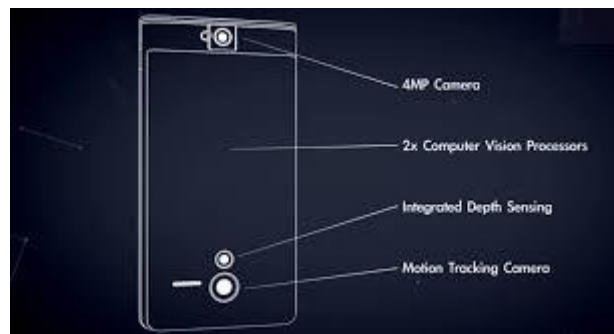 4MP Camera
2x Computer Vision Processors
Integrated Depth Sensing
Motion Tracking Camera